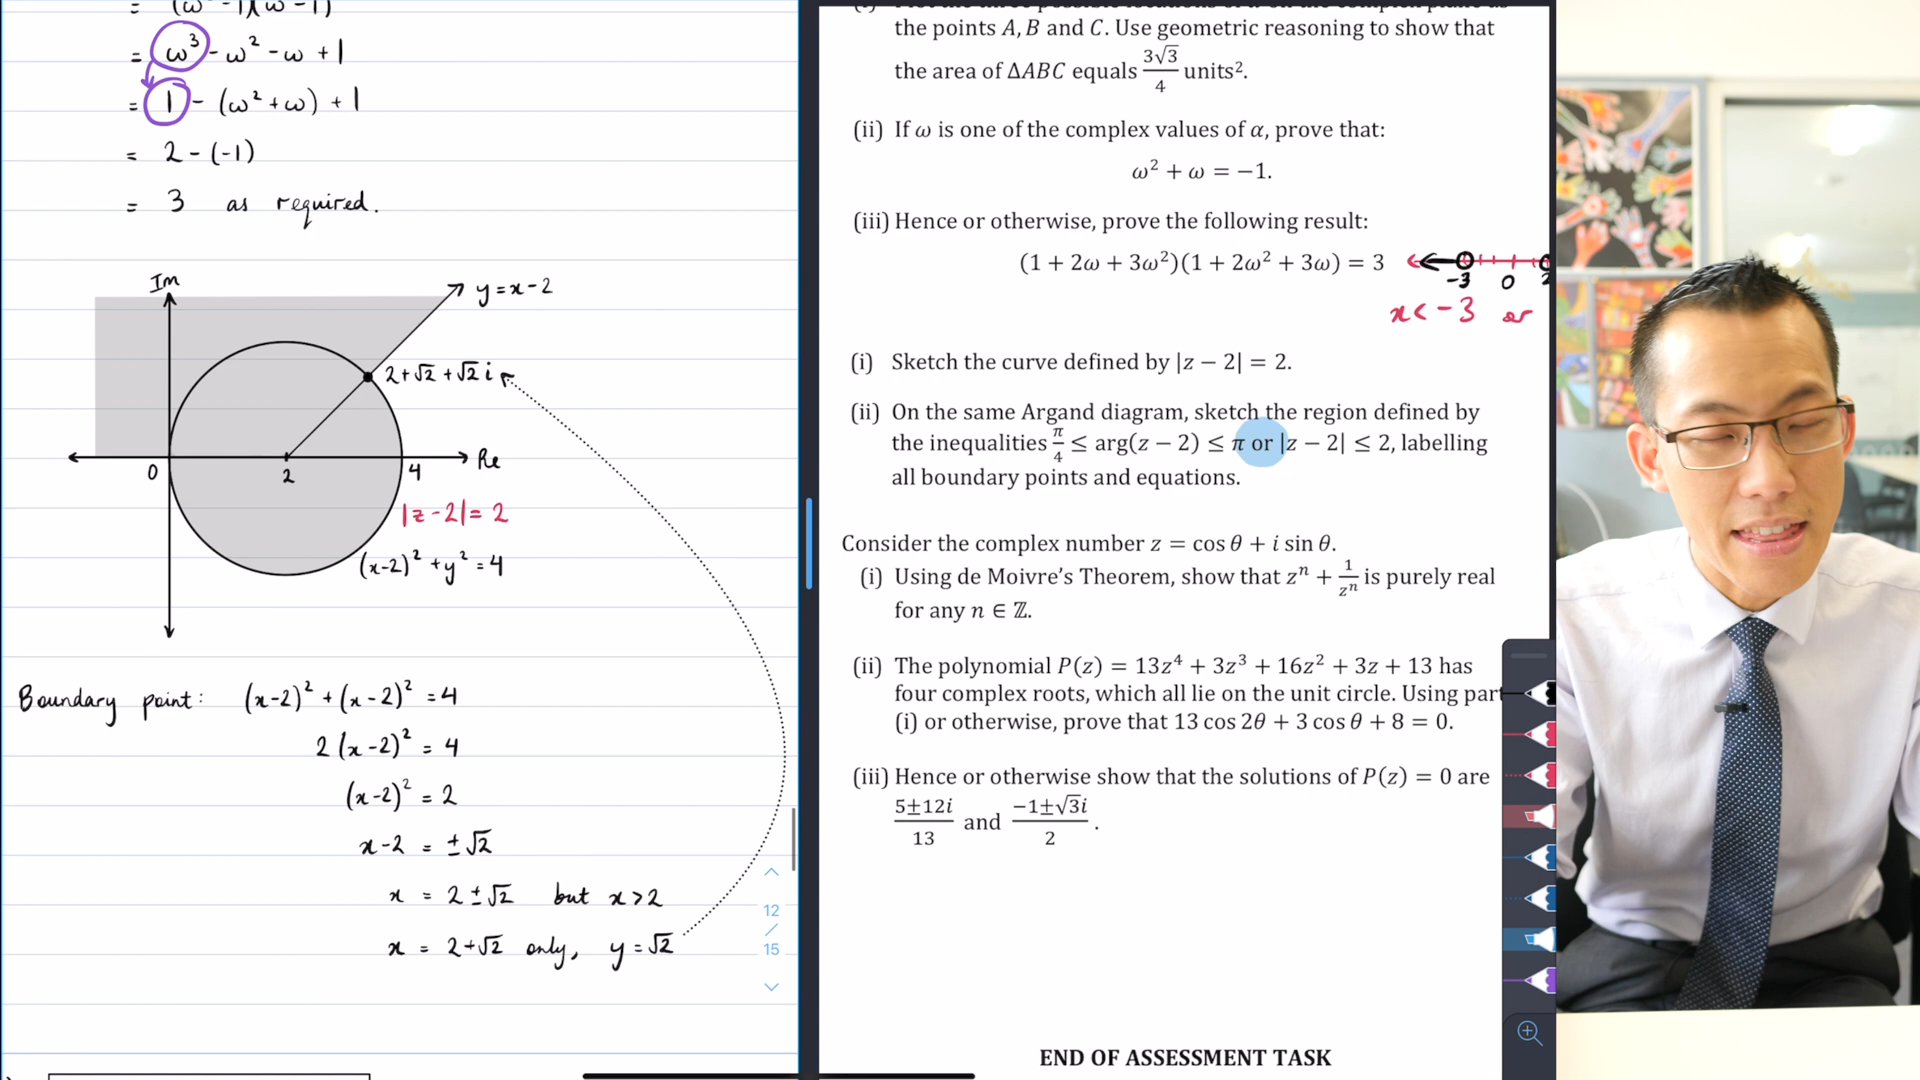 = (ω² - 1)(ω - 1)
= ω³ - ω² - ω + 1
= 1 - (ω² + ω) + 1
= 2 - (-1)
= 3 as required.
Im
y = x - 2
2 + √2 + √2 i
Re
0
2
4
|z - 2| = 2
(x-2)² + y² = 4
Boundary point: (x-2)² + (x-2)² = 4
2(x-2)² = 4
(x-2)² = 2
x-2 = ±√2
x = 2 ± √2 but x > 2
x = 2+√2 only, y = √2
12
/
15
the points A, B and C. Use geometric reasoning to show that
the area of ΔABC equals 3√3/4 units².
(ii) If ω is one of the complex values of α, prove that:
ω² + ω = −1.
(iii) Hence or otherwise, prove the following result:
(1 + 2ω + 3ω²)(1 + 2ω² + 3ω) = 3
-3 0 2
x < -3 or
(i) Sketch the curve defined by |z − 2| = 2.
(ii) On the same Argand diagram, sketch the region defined by
the inequalities π/4 ≤ arg(z − 2) ≤ π or |z − 2| ≤ 2, labelling
all boundary points and equations.
Consider the complex number z = cos θ + i sin θ.
(i) Using de Moivre's Theorem, show that zⁿ + 1/zⁿ is purely real
for any n ∈ ℤ.
(ii) The polynomial P(z) = 13z⁴ + 3z³ + 16z² + 3z + 13 has
four complex roots, which all lie on the unit circle. Using part
(i) or otherwise, prove that 13 cos 2θ + 3 cos θ + 8 = 0.
(iii) Hence or otherwise show that the solutions of P(z) = 0 are
5±12i/13 and −1±√3i/2 .
END OF ASSESSMENT TASK